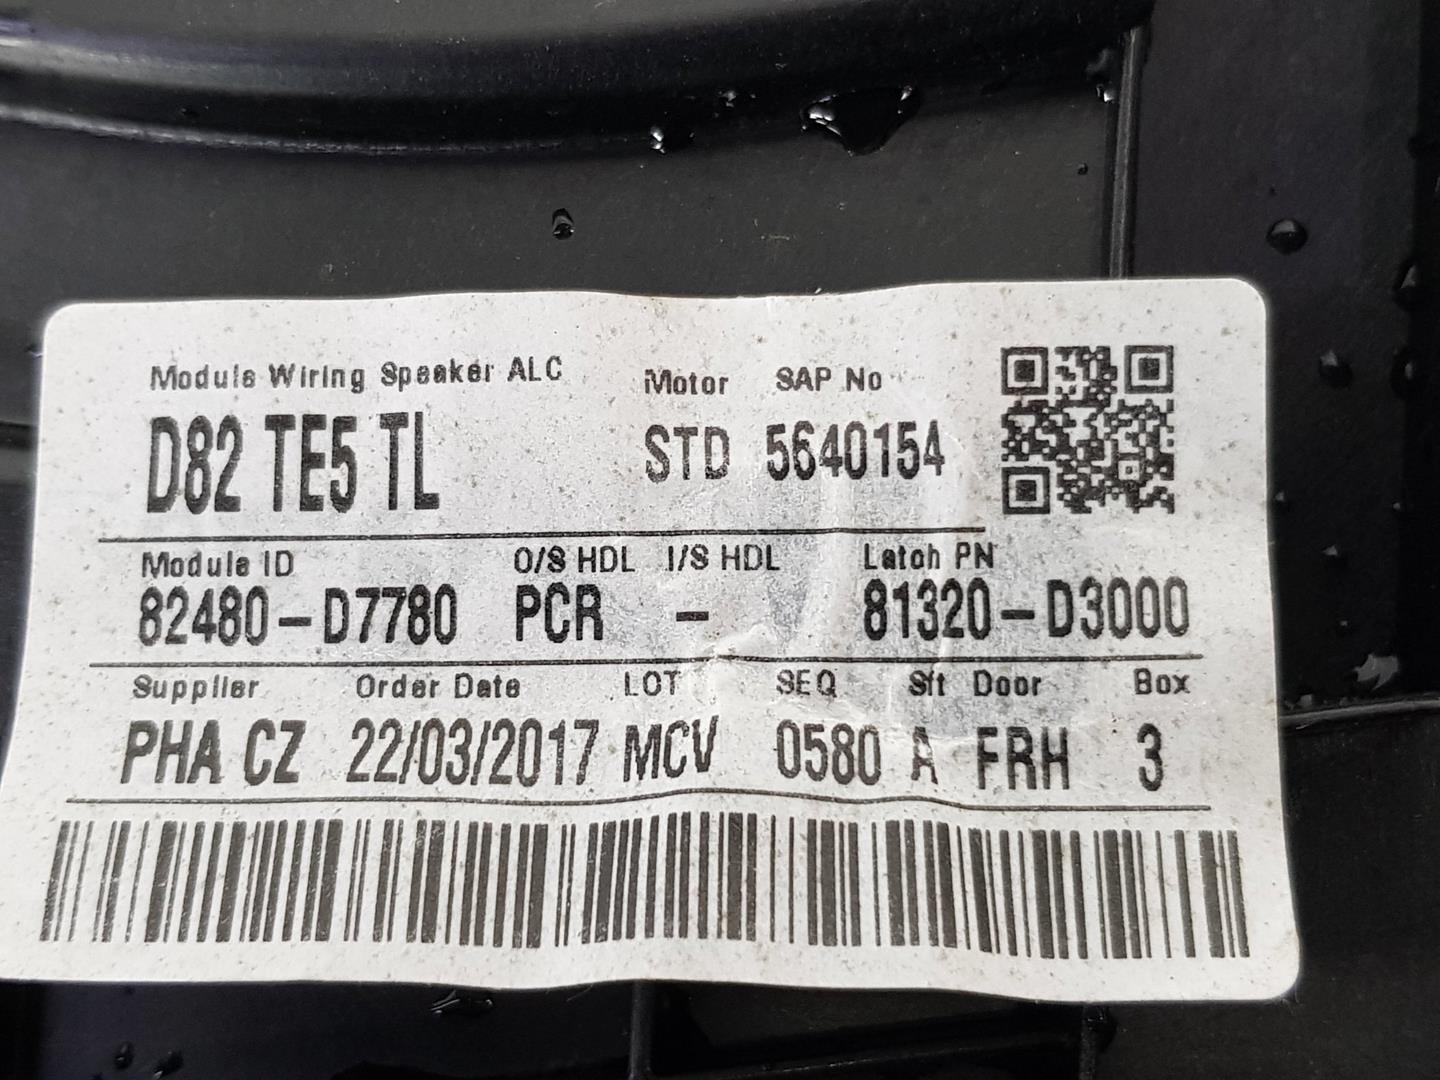 Module Wiring Speaker ALC Motor SAP No
D82 TE5 TL STD 5640154
Module ID O/S HDL I/S HDL Latch PN
82480-D7780 PCR - 81320-D3000
Supplier Order Date LOT SEQ Sft Door Box
PHA CZ 22/03/2017 MCV 0580 A FRH 3